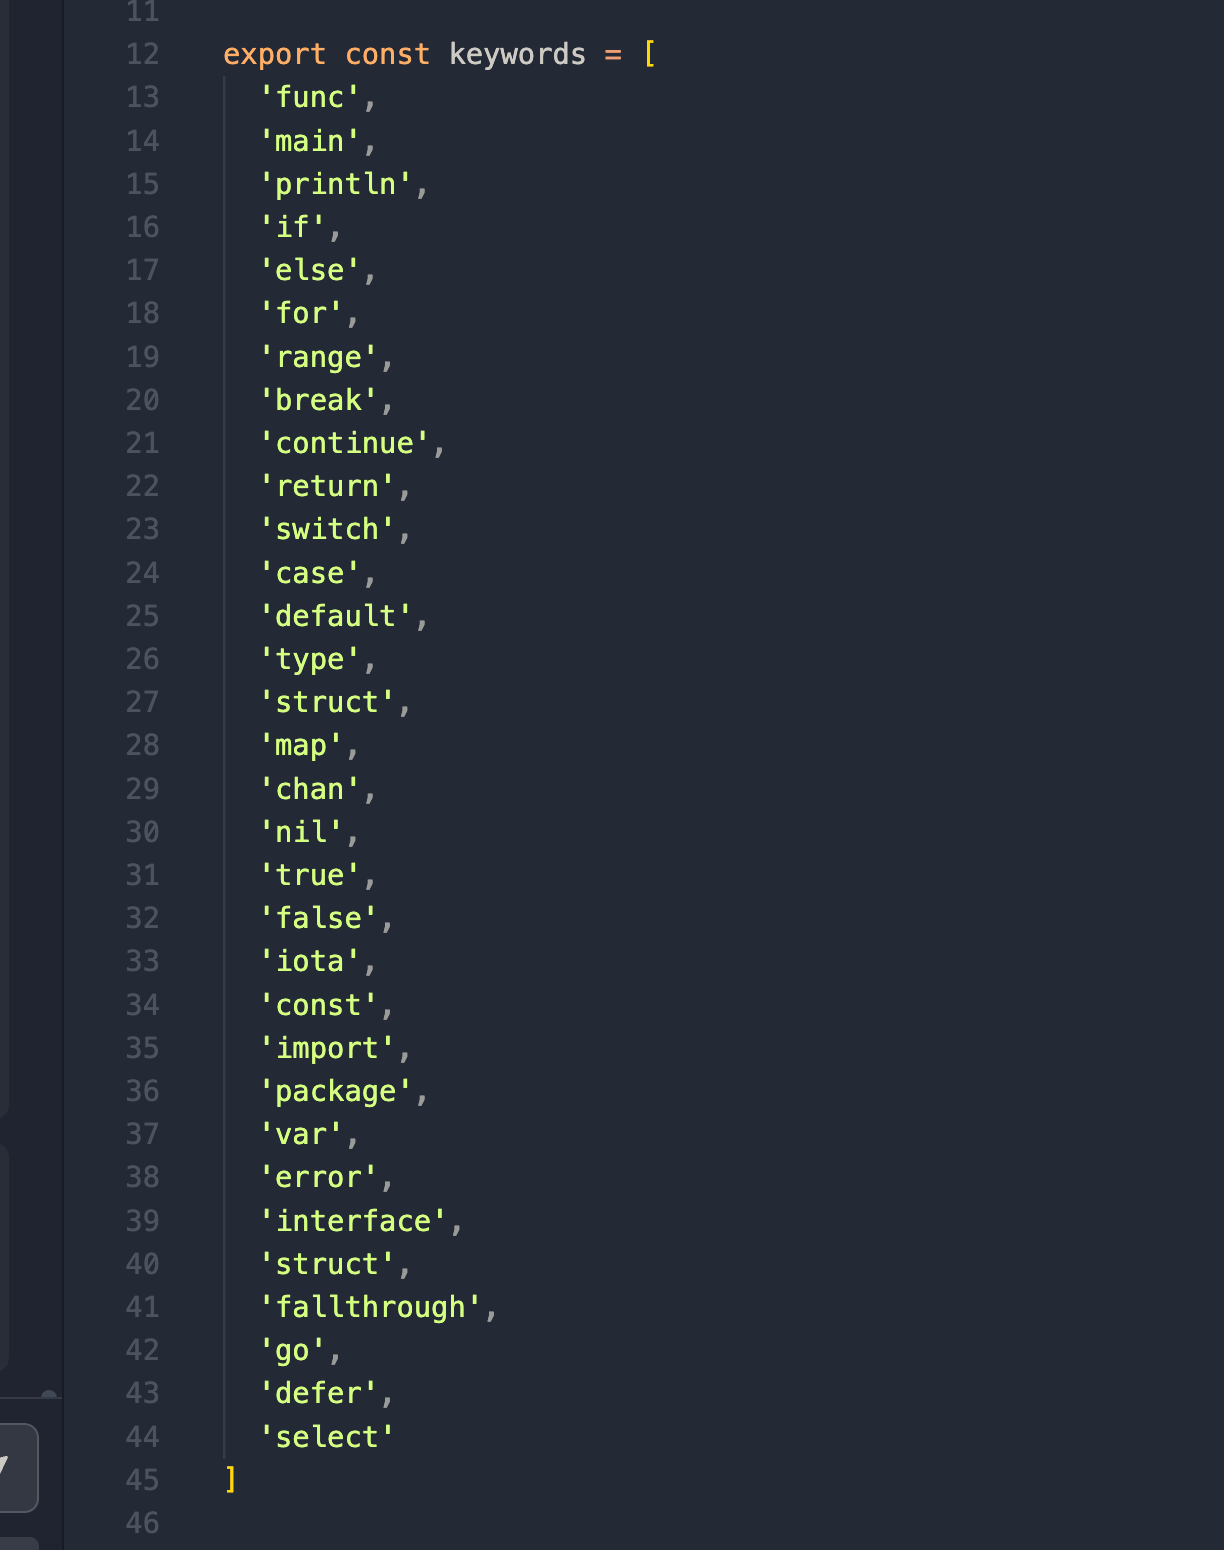 11
12 export const keywords = [
13 'func',
14 'main',
15 'println',
16 'if',
17 'else',
18 'for',
19 'range',
20 'break',
21 'continue',
22 'return',
23 'switch',
24 'case',
25 'default',
26 'type',
27 'struct',
28 'map',
29 'chan',
30 'nil',
31 'true',
32 'false',
33 'iota',
34 'const',
35 'import',
36 'package',
37 'var',
38 'error',
39 'interface',
40 'struct',
41 'fallthrough',
42 'go',
43 'defer',
44 'select'
45 ]
46